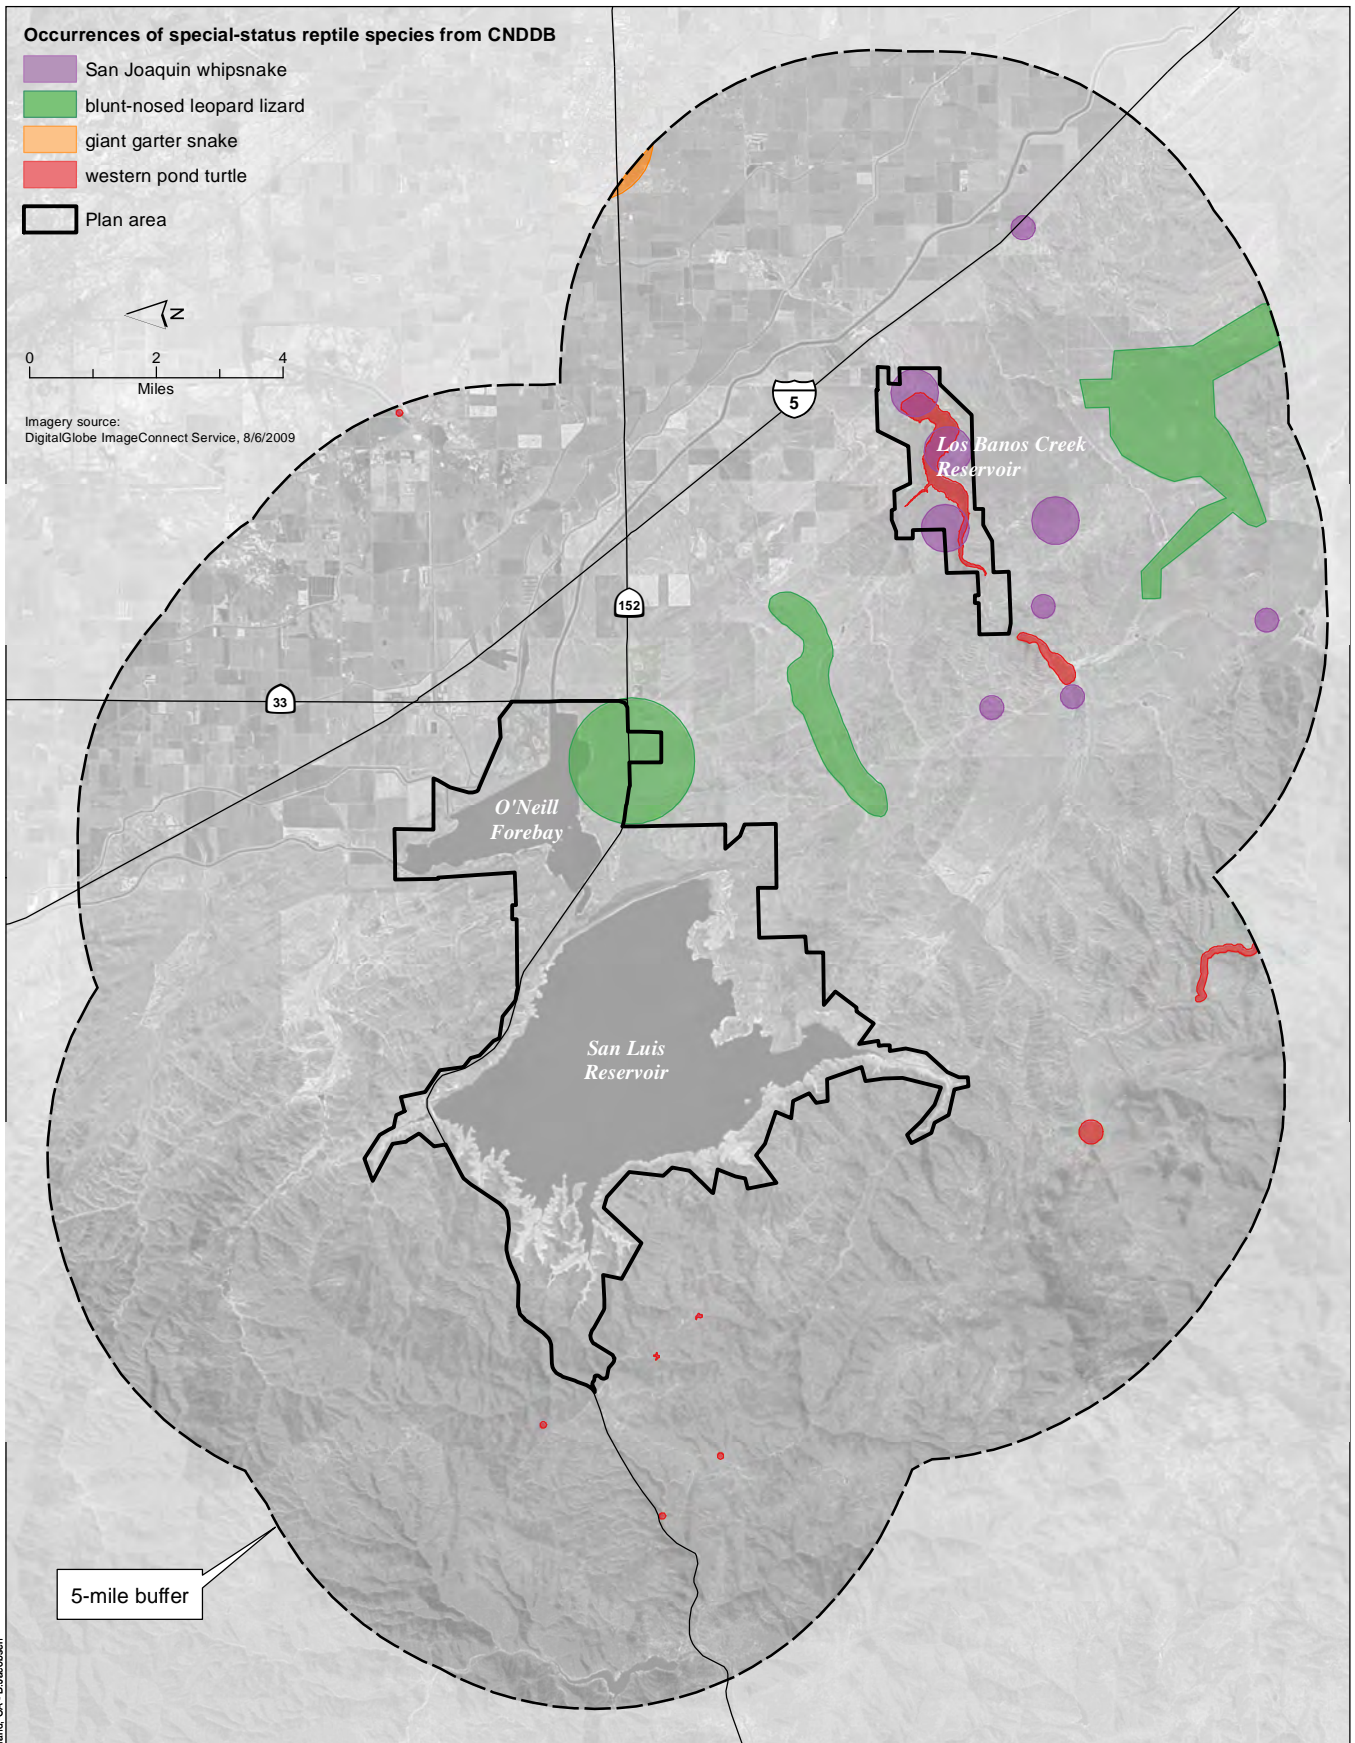 Occurrences of special-status reptile species from CNDDB
San Joaquin whipsnake
blunt-nosed leopard lizard
giant garter snake
western pond turtle
Plan area
N
0 2 4
Miles
Imagery source:
DigitalGlobe ImageConnect Service, 8/6/2009
5
Los Banos Creek
Reservoir
152
33
O'Neill
Forebay
San Luis
Reservoir
5-mile buffer